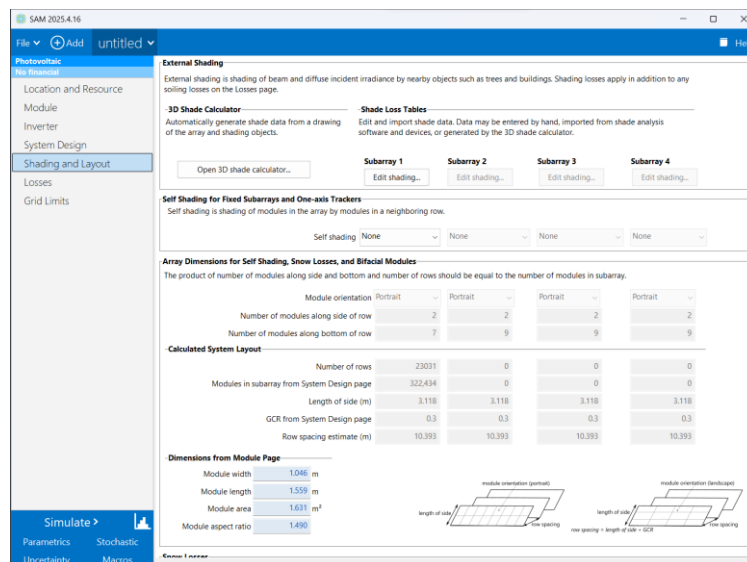 SAM 2025.4.16
File Add untitled He
Photovoltaic
No financial
Location and Resource
Module
Inverter
System Design
Shading and Layout
Losses
Grid Limits
Simulate >
Parametrics Stochastic
Uncertainty Macros
External Shading
External shading is shading of beam and diffuse incident irradiance by nearby objects such as trees and buildings. Shading losses apply in addition to any
soiling losses on the Losses page.
3D Shade Calculator
Automatically generate shade data from a drawing
of the array and shading objects.
Open 3D shade calculator...
Shade Loss Tables
Edit and import shade data. Data may be entered by hand, imported from shade analysis
software and devices, or generated by the 3D shade calculator.
Subarray 1 Subarray 2 Subarray 3 Subarray 4
Edit shading... Edit shading... Edit shading... Edit shading...
Self Shading for Fixed Subarrays and One-axis Trackers
Self shading is shading of modules in the array by modules in a neighboring row.
Self shading None None None None
Array Dimensions for Self Shading, Snow Losses, and Bifacial Modules
The product of number of modules along side and bottom and number of rows should be equal to the number of modules in subarray.
Module orientation Portrait Portrait Portrait Portrait
Number of modules along side of row 2 2 2 2
Number of modules along bottom of row 7 9 9 9
Calculated System Layout
Number of rows 23031 0 0 0
Modules in subarray from System Design page 322,434 0 0 0
Length of side (m) 3.118 3.118 3.118 3.118
GCR from System Design page 0.3 0.3 0.3 0.3
Row spacing estimate (m) 10.393 10.393 10.393 10.393
Dimensions from Module Page
Module width 1.046 m
Module length 1.559 m
Module area 1.631 m²
Module aspect ratio 1.490
module orientation (portrait)
length of side
row spacing
module orientation (landscape)
length of side
row spacing
row spacing = length of side ÷ GCR
Snow Losses